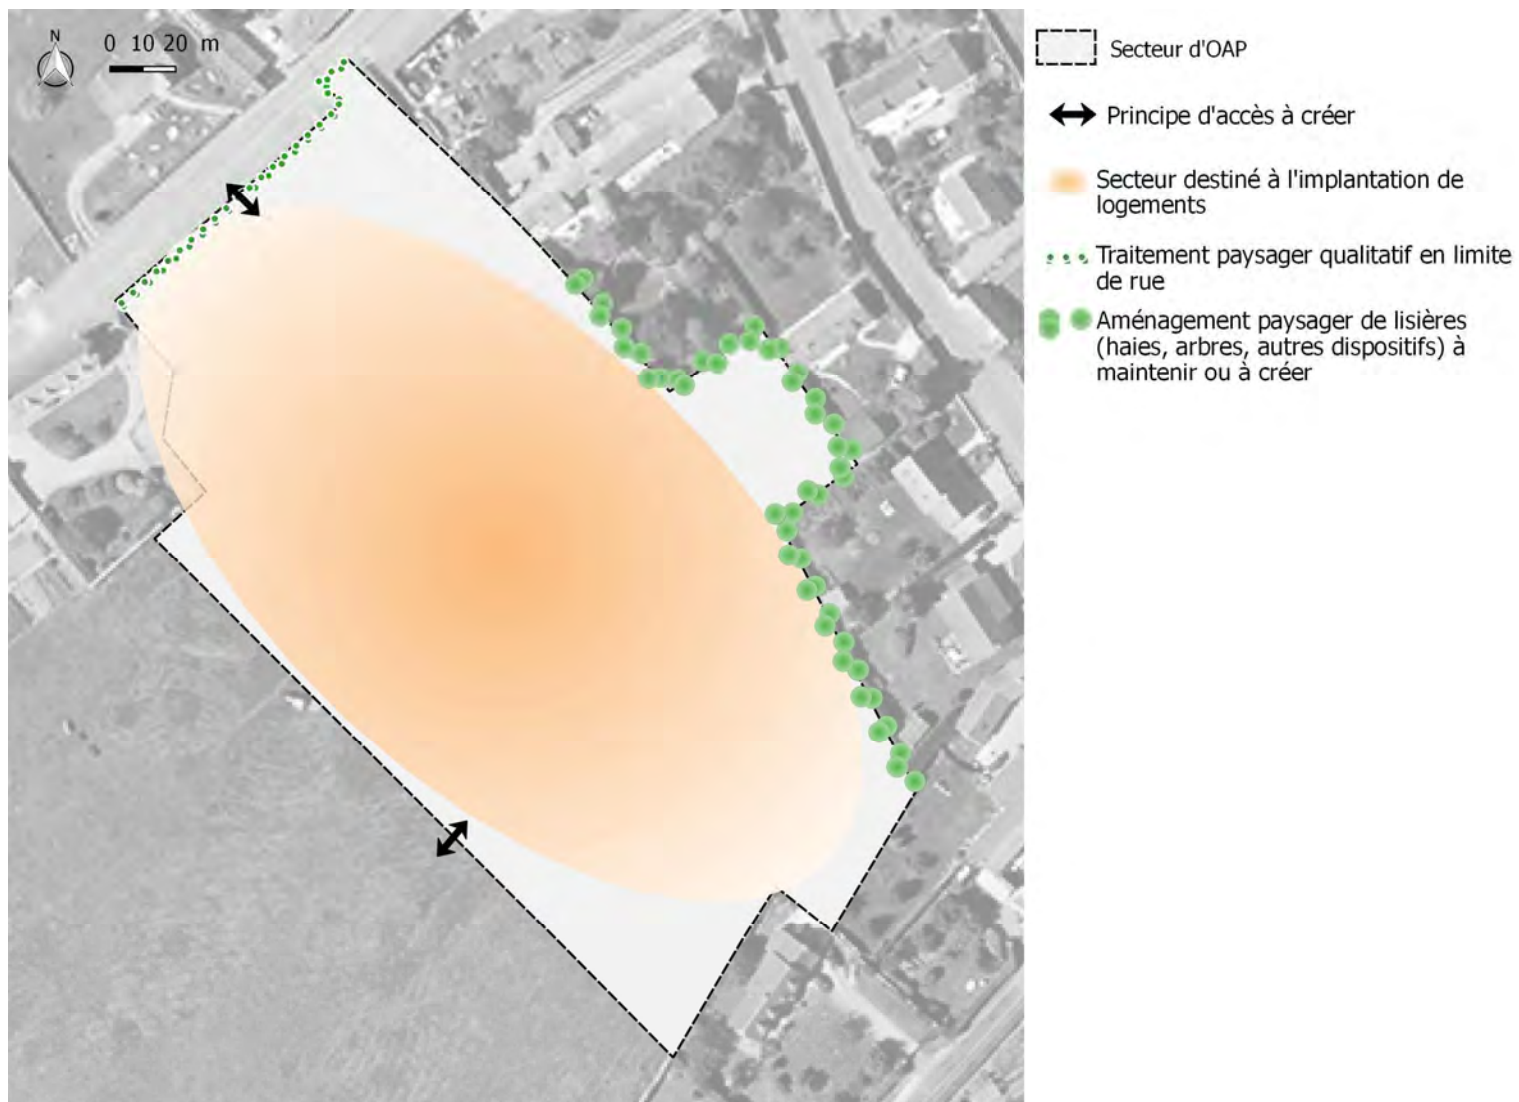 N
0 10 20 m
Secteur d'OAP
Principe d'accès à créer
Secteur destiné à l'implantation de
logements
Traitement paysager qualitatif en limite
de rue
Aménagement paysager de lisières
(haies, arbres, autres dispositifs) à
maintenir ou à créer